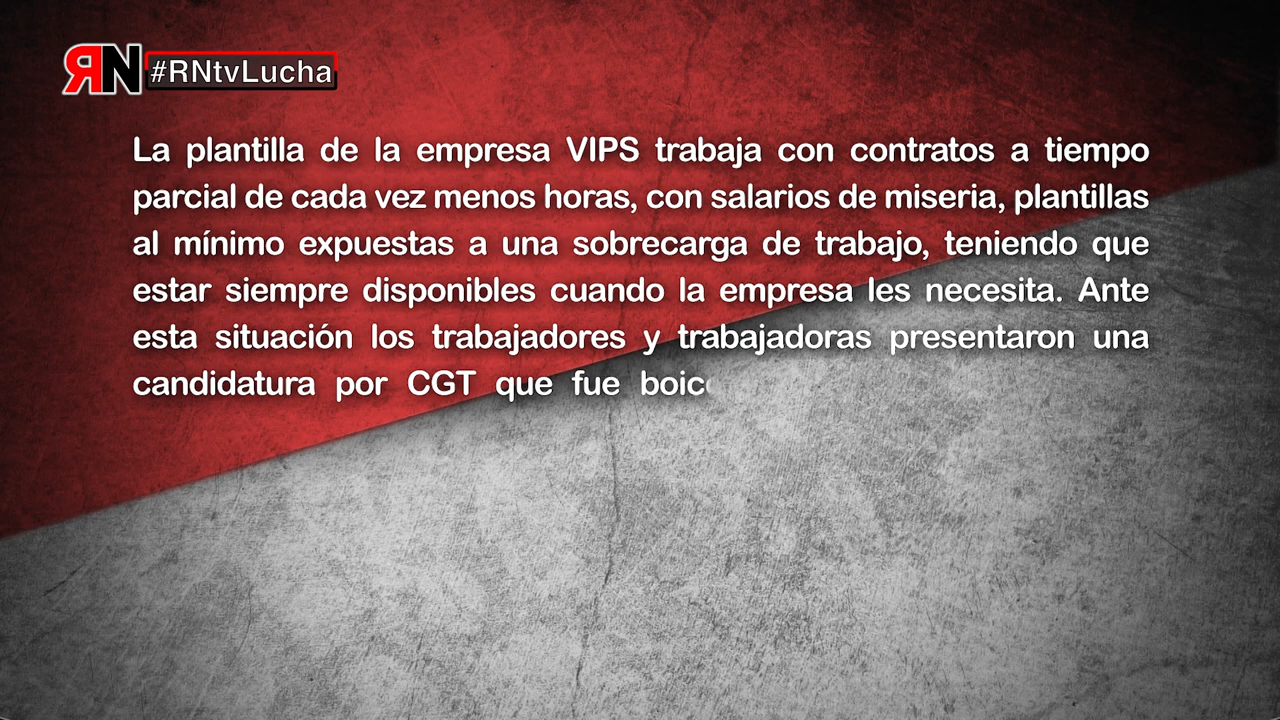 RN #RNtvLucha
La plantilla de la empresa VIPS trabaja con contratos a tiempo
parcial de cada vez menos horas, con salarios de miseria, plantillas
al mínimo expuestas a una sobrecarga de trabajo, teniendo que
estar siempre disponibles cuando la empresa les necesita. Ante
esta situación los trabajadores y trabajadoras presentaron una
candidatura por CGT que fue